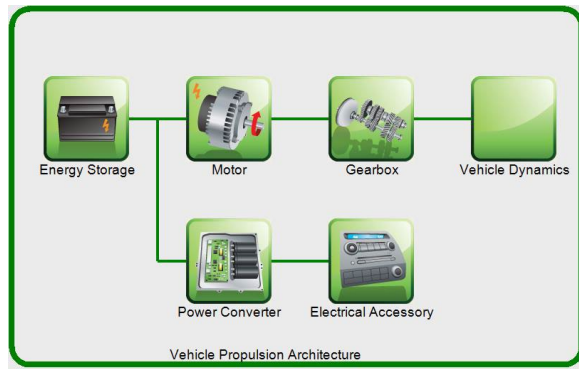 Energy Storage
Motor
Gearbox
Vehicle Dynamics
Power Converter
Electrical Accessory
Vehicle Propulsion Architecture